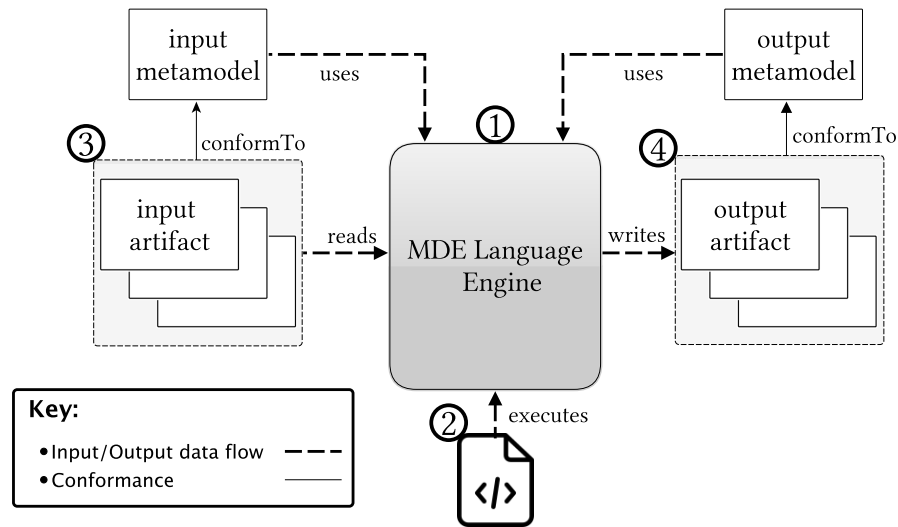 input
metamodel
uses
uses
output
metamodel
①
③
conformTo
④
conformTo
input
artifact
reads
MDE Language
Engine
writes
output
artifact
②
executes
</>
Key:
•Input/Output data flow
•Conformance